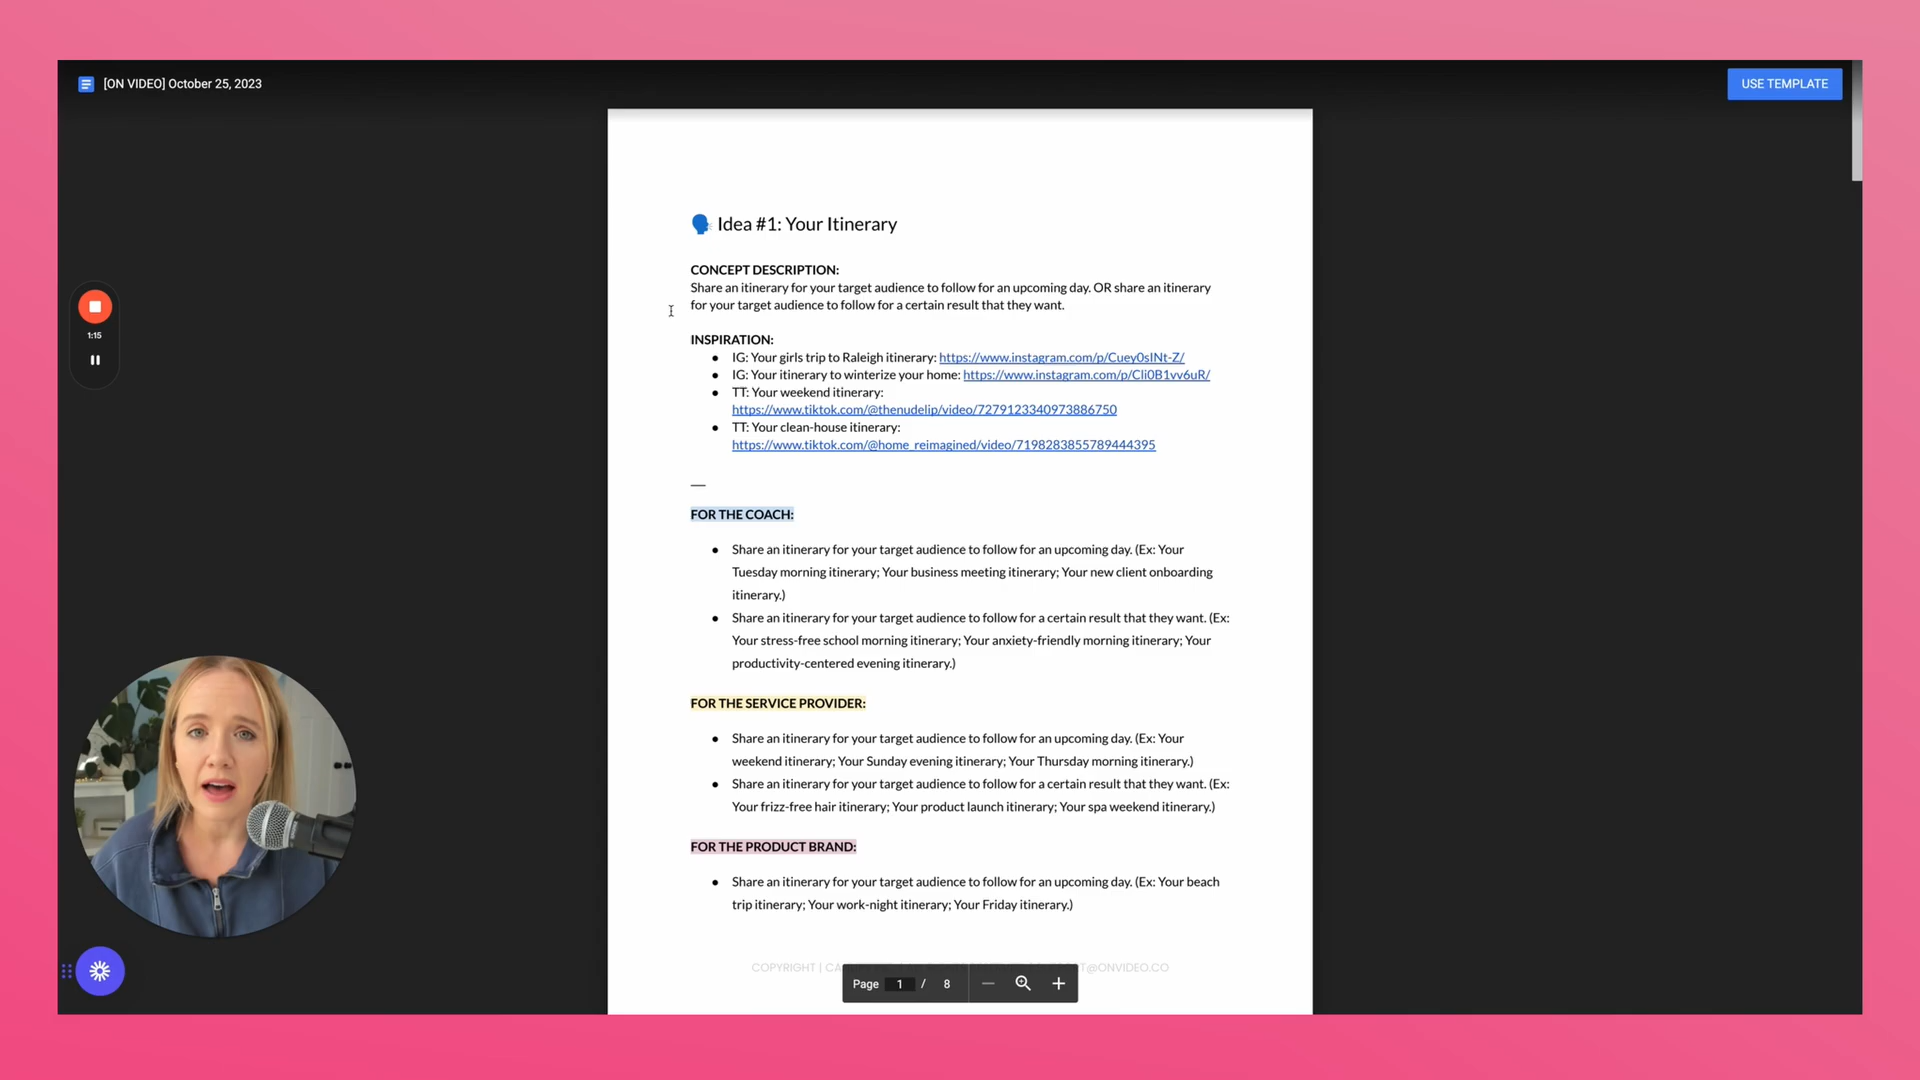 [ON VIDEO] October 25, 2023
USE TEMPLATE
🗣 Idea #1: Your Itinerary
CONCEPT DESCRIPTION:
Share an itinerary for your target audience to follow for an upcoming day. OR share an itinerary
for your target audience to follow for a certain result that they want.
INSPIRATION:
● IG: Your girls trip to Raleigh itinerary: https://www.instagram.com/p/Cuey0sINt-Z/
● IG: Your itinerary to winterize your home: https://www.instagram.com/p/Cli0B1vv6uR/
● TT: Your weekend itinerary:
https://www.tiktok.com/@thenudelip/video/7279123340973886750
● TT: Your clean-house itinerary:
https://www.tiktok.com/@home_reimagined/video/7198283855789444395
—
FOR THE COACH:
● Share an itinerary for your target audience to follow for an upcoming day. (Ex: Your
Tuesday morning itinerary; Your business meeting itinerary; Your new client onboarding
itinerary.)
● Share an itinerary for your target audience to follow for a certain result that they want. (Ex:
Your stress-free school morning itinerary; Your anxiety-friendly morning itinerary; Your
productivity-centered evening itinerary.)
FOR THE SERVICE PROVIDER:
● Share an itinerary for your target audience to follow for an upcoming day. (Ex: Your
weekend itinerary; Your Sunday evening itinerary; Your Thursday morning itinerary.)
● Share an itinerary for your target audience to follow for a certain result that they want. (Ex:
Your frizz-free hair itinerary; Your product launch itinerary; Your spa weekend itinerary.)
FOR THE PRODUCT BRAND:
● Share an itinerary for your target audience to follow for an upcoming day. (Ex: Your beach
trip itinerary; Your work-night itinerary; Your Friday itinerary.)
COPYRIGHT |
@ONVIDEO.CO
Page 1 / 8
1:15